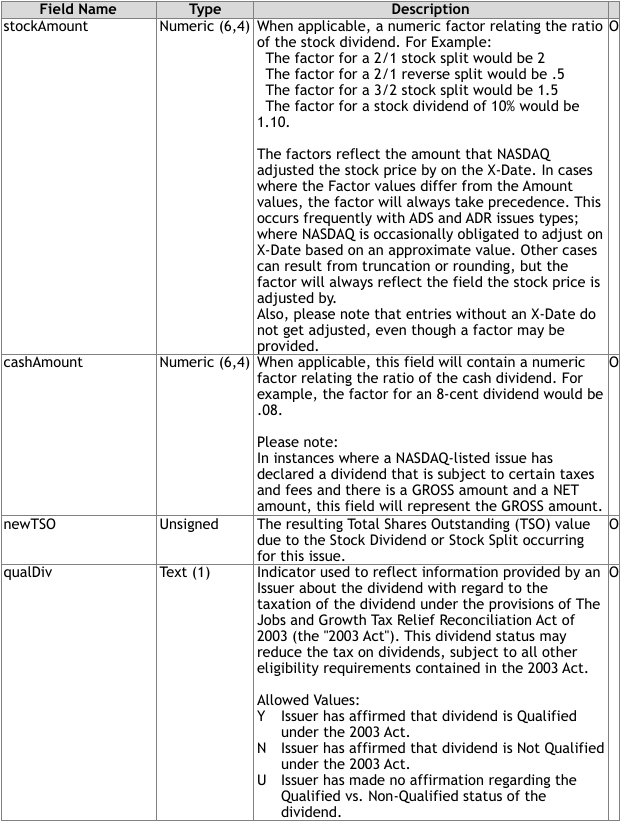 Field Name Type Description
stockAmount Numeric (6,4) When applicable, a numeric factor relating the ratio O
of the stock dividend. For Example:
The factor for a 2/1 stock split would be 2
The factor for a 2/1 reverse split would be .5
The factor for a 3/2 stock split would be 1.5
The factor for a stock dividend of 10% would be
1.10.
The factors reflect the amount that NASDAQ
adjusted the stock price by on the X-Date. In cases
where the Factor values differ from the Amount
values, the factor will always take precedence. This
occurs frequently with ADS and ADR issues types;
where NASDAQ is occasionally obligated to adjust on
X-Date based on an approximate value. Other cases
can result from truncation or rounding, but the
factor will always reflect the field the stock price is
adjusted by.
Also, please note that entries without an X-Date do
not get adjusted, even though a factor may be
provided.
cashAmount Numeric (6,4) When applicable, this field will contain a numeric O
factor relating the ratio of the cash dividend. For
example, the factor for an 8-cent dividend would be
.08.
Please note:
In instances where a NASDAQ-listed issue has
declared a dividend that is subject to certain taxes
and fees and there is a GROSS amount and a NET
amount, this field will represent the GROSS amount.
newTSO Unsigned The resulting Total Shares Outstanding (TSO) value O
due to the Stock Dividend or Stock Split occurring
for this issue.
qualDiv Text (1) Indicator used to reflect information provided by an O
Issuer about the dividend with regard to the
taxation of the dividend under the provisions of The
Jobs and Growth Tax Relief Reconciliation Act of
2003 (the "2003 Act"). This dividend status may
reduce the tax on dividends, subject to all other
eligibility requirements contained in the 2003 Act.
Allowed Values:
Y Issuer has affirmed that dividend is Qualified
under the 2003 Act.
N Issuer has affirmed that dividend is Not Qualified
under the 2003 Act.
U Issuer has made no affirmation regarding the
Qualified vs. Non-Qualified status of the
dividend.